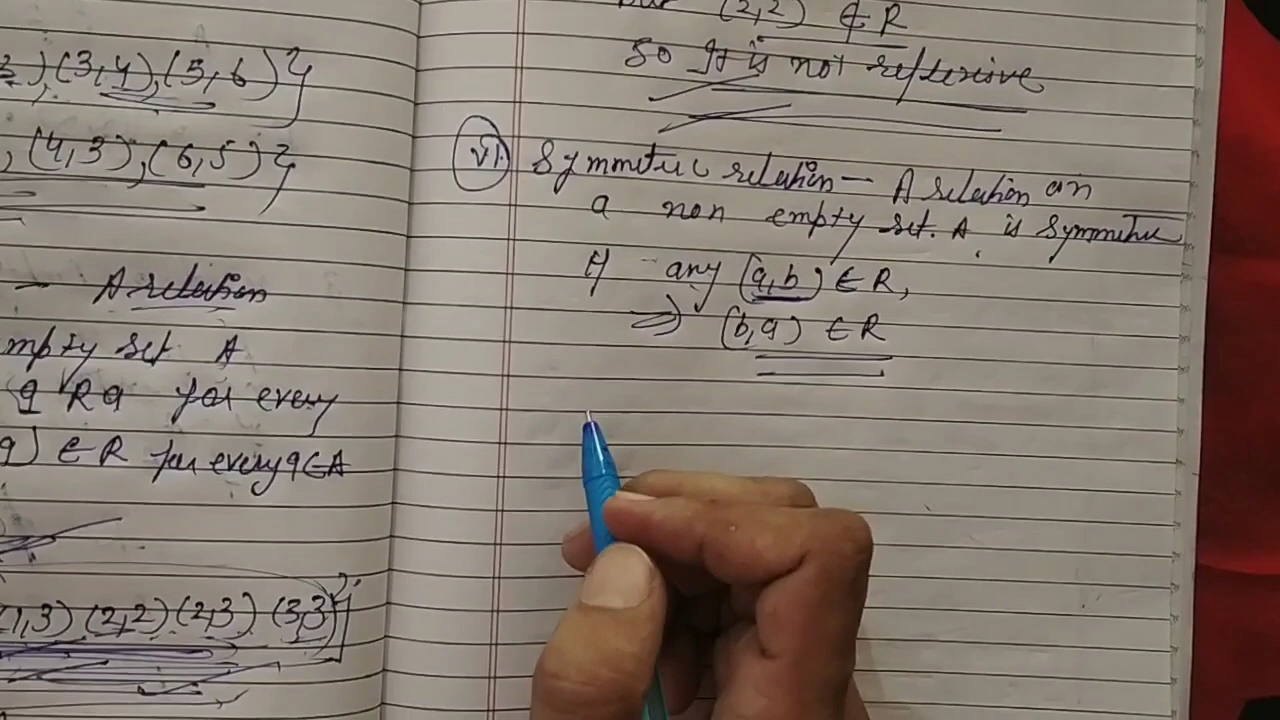 ),(3,4),(5,6)}
,(4,3),(6,5)}
— A relation
mpty set A
a R a for every
a) ∈ R for every a ∈ A
(1,3) (2,2) (2,3) (3,3)}
but (2,2) ∉ R
So It is not reflexive
(vi) Symmetric relation — A relation on
a non empty set. A is symmetric
if any (a,b) ∈ R,
⇒ (b,a) ∈ R